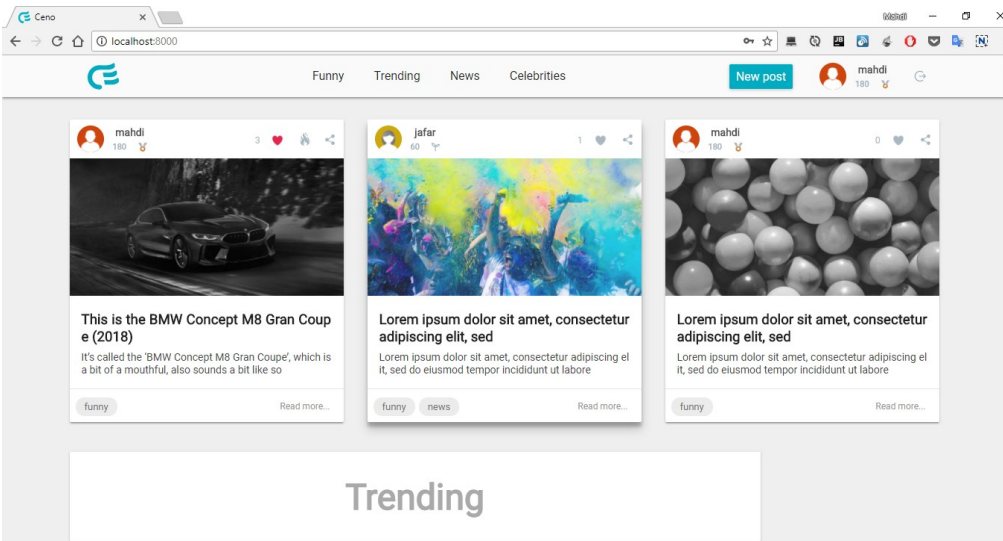 Ceno
Mahdi
localhost:8000
Funny Trending News Celebrities
New post
mahdi
180
mahdi
180
3
This is the BMW Concept M8 Gran Coup
e (2018)
It's called the 'BMW Concept M8 Gran Coupe', which is
a bit of a mouthful, also sounds a bit like so
funny
Read more...
jafar
60
1
Lorem ipsum dolor sit amet, consectetur
adipiscing elit, sed
Lorem ipsum dolor sit amet, consectetur adipiscing el
it, sed do eiusmod tempor incididunt ut labore
funny news
Read more...
mahdi
180
0
Lorem ipsum dolor sit amet, consectetur
adipiscing elit, sed
Lorem ipsum dolor sit amet, consectetur adipiscing el
it, sed do eiusmod tempor incididunt ut labore
funny
Read more...
Trending